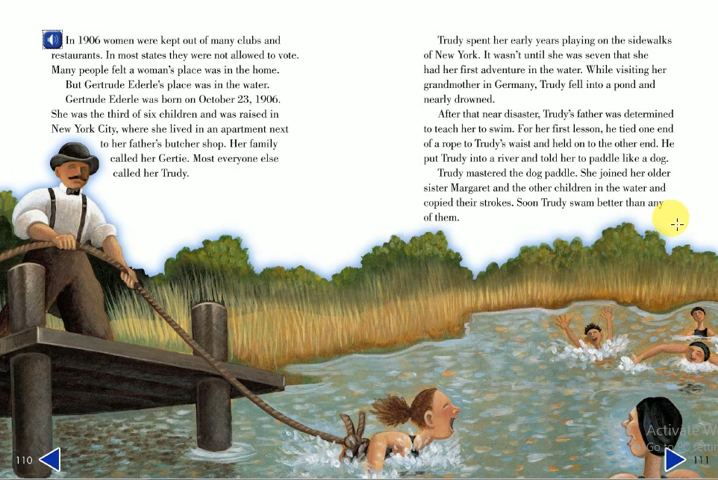 In 1906 women were kept out of many clubs and
restaurants. In most states they were not allowed to vote.
Many people felt a woman's place was in the home.
But Gertrude Ederle's place was in the water.
Gertrude Ederle was born on October 23, 1906.
She was the third of six children and was raised in
New York City, where she lived in an apartment next
to her father's butcher shop. Her family
called her Gertie. Most everyone else
called her Trudy.
Trudy spent her early years playing on the sidewalks
of New York. It wasn't until she was seven that she
had her first adventure in the water. While visiting her
grandmother in Germany, Trudy fell into a pond and
nearly drowned.
After that near disaster, Trudy's father was determined
to teach her to swim. For her first lesson, he tied one end
of a rope to Trudy's waist and held on to the other end. He
put Trudy into a river and told her to paddle like a dog.
Trudy mastered the dog paddle. She joined her older
sister Margaret and the other children in the water and
copied their strokes. Soon Trudy swam better than any
of them.
Activate W
Go to
110
111